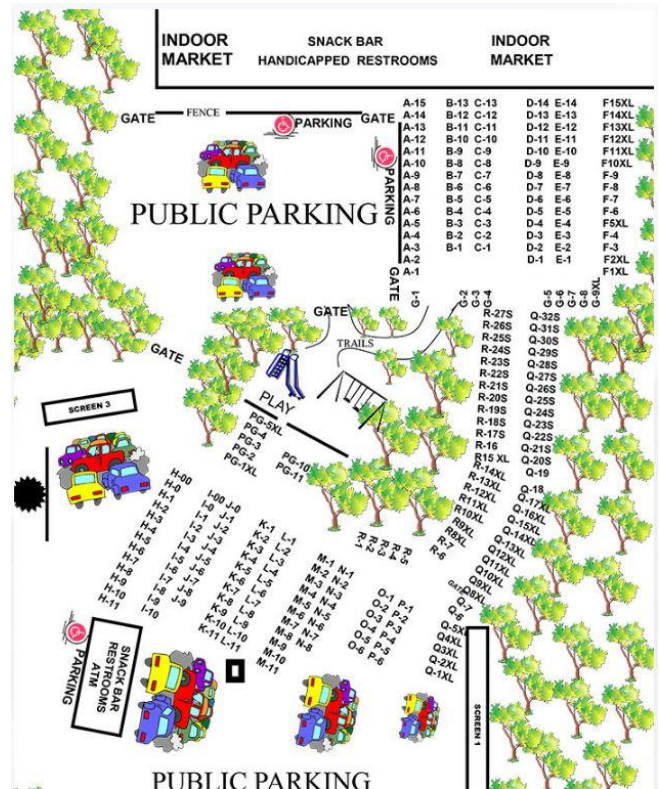 INDOOR MARKET
SNACK BAR
HANDICAPPED RESTROOMS
INDOOR MARKET
GATE
FENCE
PARKING
GATE
PARKING
PUBLIC PARKING
GATE
GATE
GATE
TRAILS
PLAY
A-15 B-13 C-13 D-14 E-14 F15XL
A-14 B-12 C-12 D-13 E-13 F14XL
A-13 B-11 C-11 D-12 E-12 F13XL
A-12 B-10 C-10 D-11 E-11 F12XL
A-11 B-9 C-9 D-10 E-10 F11XL
A-10 B-8 C-8 D-9 E-9 F10XL
A-9 B-7 C-7 D-8 E-8 F-9
A-8 B-6 C-6 D-7 E-7 F-8
A-7 B-5 C-5 D-6 E-6 F-7
A-6 B-4 C-4 D-5 E-5 F-6
A-5 B-3 C-3 D-4 E-4 F5XL
A-4 B-2 C-2 D-3 E-3 F-4
A-3 B-1 C-1 D-2 E-2 F-3
A-2 D-1 E-1 F2XL
A-1 F1XL
G-1 G-2 G-3 G-4 G-5 G-6 G-7 G-8 G-9XL
R-27S Q-32S
R-26S Q-31S
R-25S Q-30S
R-24S Q-29S
R-23S Q-28S
R-22S Q-27S
R-21S Q-26S
R-20S Q-25S
R-19S Q-24S
R-18S Q-23S
R-17S Q-22S
R-16 Q-21S
R15 XL Q-20S
R-14XL Q-19
R-13XL Q-18
R-12XL Q-17XL
R11XL Q-16XL
R10XL Q-15XL
R9XL Q-14XL
R8XL Q-13XL
R-7 Q12XL
R-6 Q11XL
Q10XL
Q9XL
Q8XL
GATE
Q-7
Q-6
Q-5XL
Q4XL
Q3XL
Q-2XL
Q-1XL
SCREEN 3
PG-5XL
PG-4
PG-3
PG-2 PG-10
PG-1XL PG-11
R-1 R-2 R-3 R-4 R-5
H-00
H-0 I-00 J-0
H-1 I-0 J-1
H-2 I-1 J-2
H-3 I-2 J-3
H-4 I-3 J-4
H-5 I-4 J-5
H-6 I-5 J-6
H-7 I-6 J-7
H-8 I-7 J-8
H-9 I-8 J-9
H-10 I-9
H-11 I-10
K-1 L-1
K-2 L-2
K-3 L-3
K-4 L-4
K-5 L-5
K-6 L-6
K-7 L-7
K-8 L-8
K-9 L-9
K-10 L-10
K-11 L-11
M-1 N-1
M-2 N-2
M-3 N-3
M-4 N-4
M-5 N-5
M-6 N-6
M-7 N-7
M-8 N-8
M-9
M-10
M-11
O-1 P-1
O-2 P-2
O-3 P-3
O-4 P-4
O-5 P-5
O-6 P-6
PARKING
SNACK BAR
RESTROOMS
ATM
SCREEN 1
PUBLIC PARKING